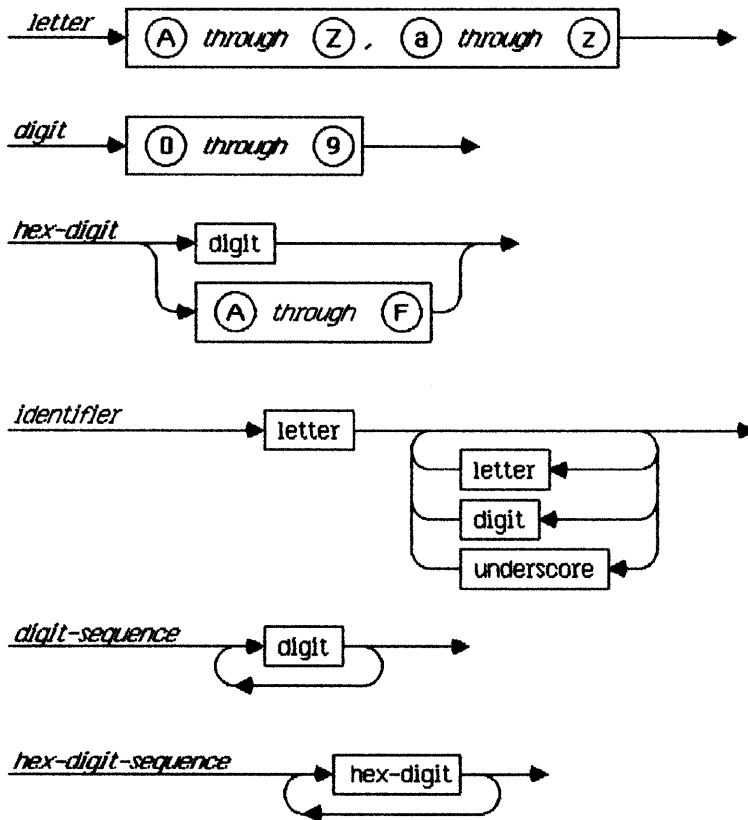 letter A through Z, a through z
digit 0 through 9
hex-digit digit
A through F
identifier letter
letter
digit
underscore
digit-sequence digit
hex-digit-sequence hex-digit